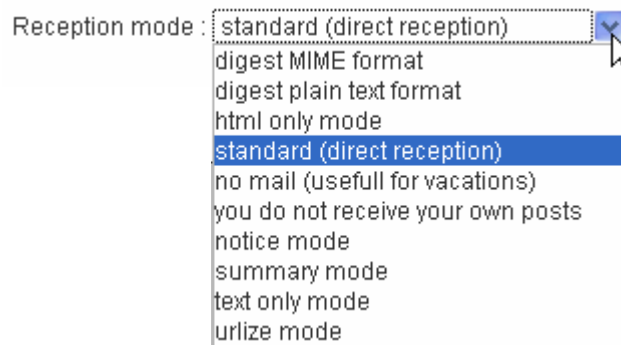 Reception mode : standard (direct reception)
digest MIME format
digest plain text format
html only mode
standard (direct reception)
no mail (usefull for vacations)
you do not receive your own posts
notice mode
summary mode
text only mode
urlize mode